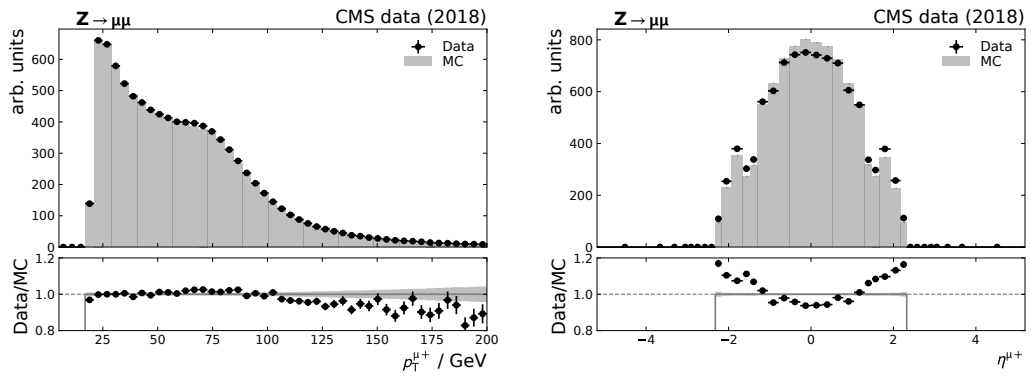 Z → μμ CMS data (2018)
arb. units
Data
MC
600
500
400
300
200
100
0
Data/MC
1.2
1.0
0.8
25 50 75 100 125 150 175 200
p_T^{μ+} / GeV
Z → μμ CMS data (2018)
arb. units
Data
MC
800
600
400
200
0
Data/MC
1.2
1.0
0.8
−4 −2 0 2 4
η^{μ+}